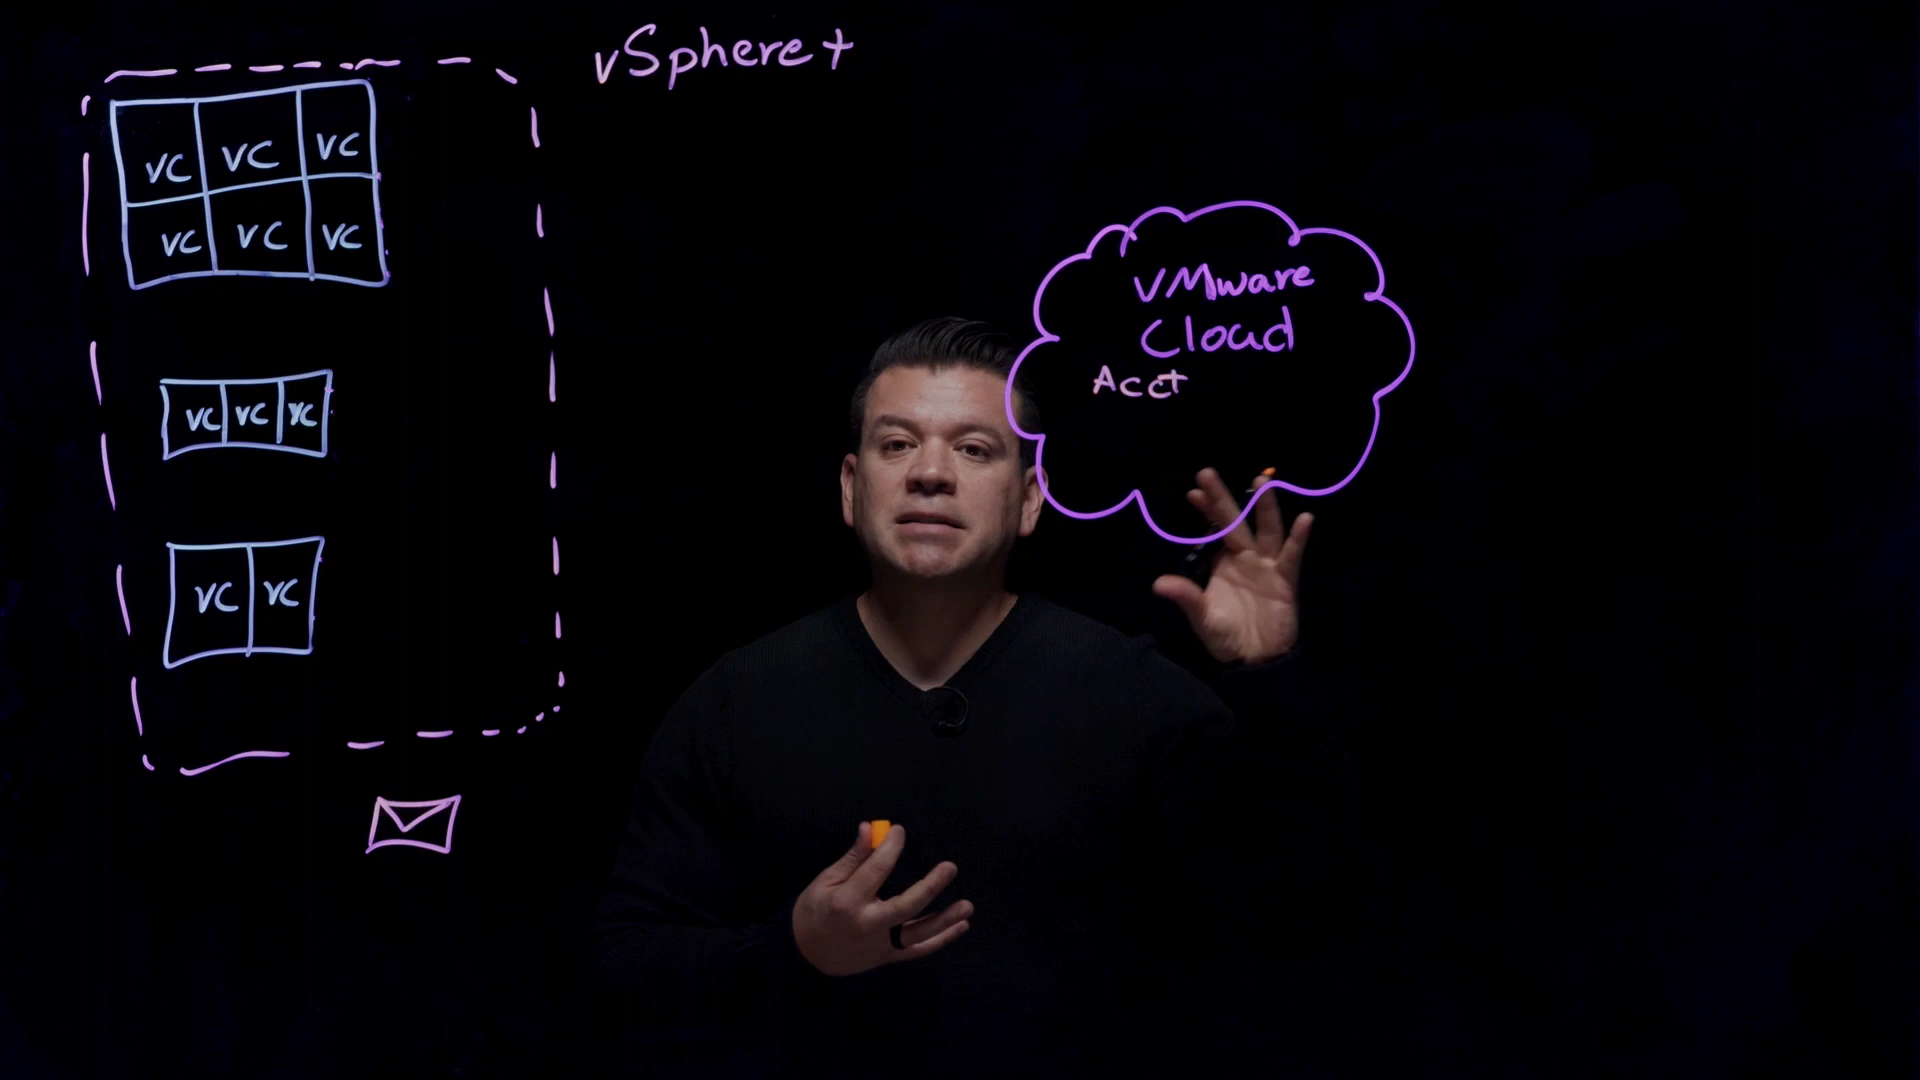 vSphere+
VC VC VC
VC VC VC
VC VC VC
VC VC
VMware
Cloud
Acct